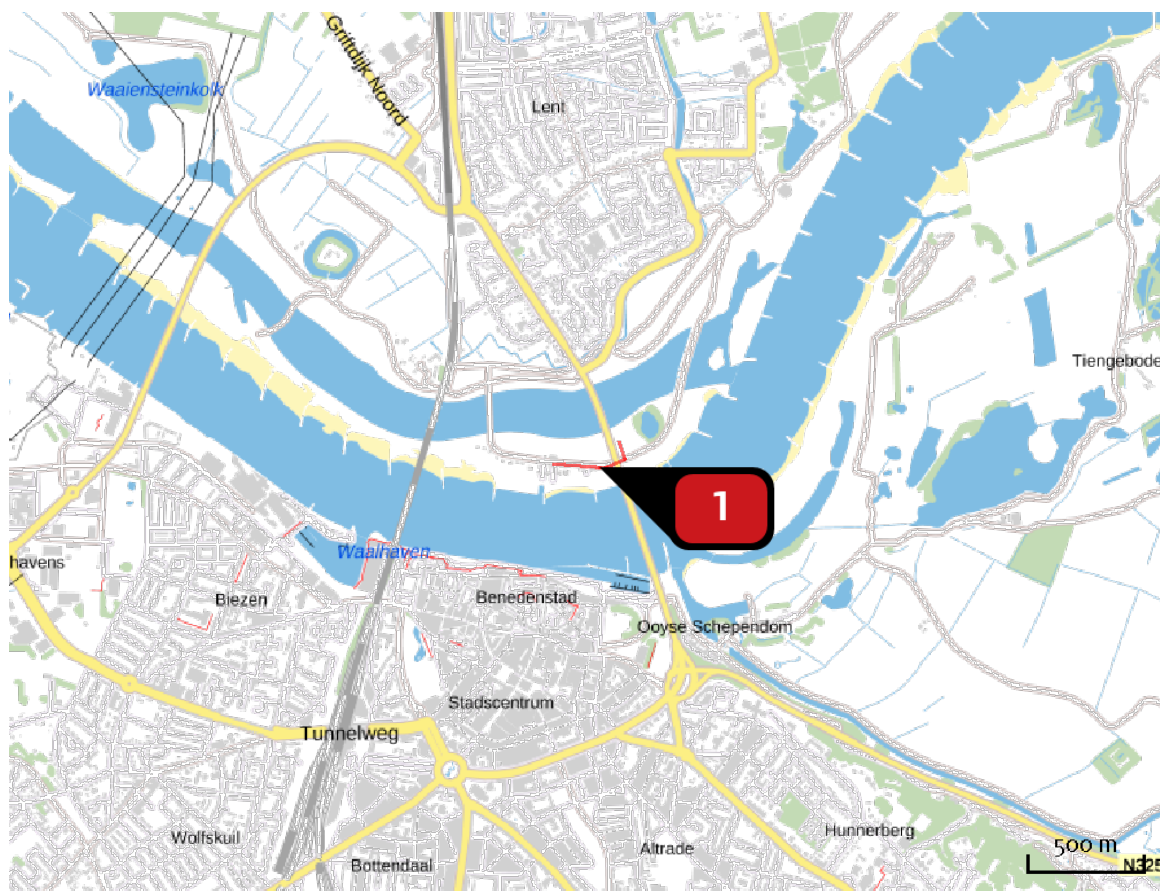 Waaiensteinkolk
Griftdijk Noord
Lent
Tiengebode
1
Waalhaven
havens
Biezen
Benedenstad
Ooyse Schependom
Stadscentrum
Tunnelweg
Wolfskuil
Bottendaal
Altrade
Hunnerberg
500 m
N325